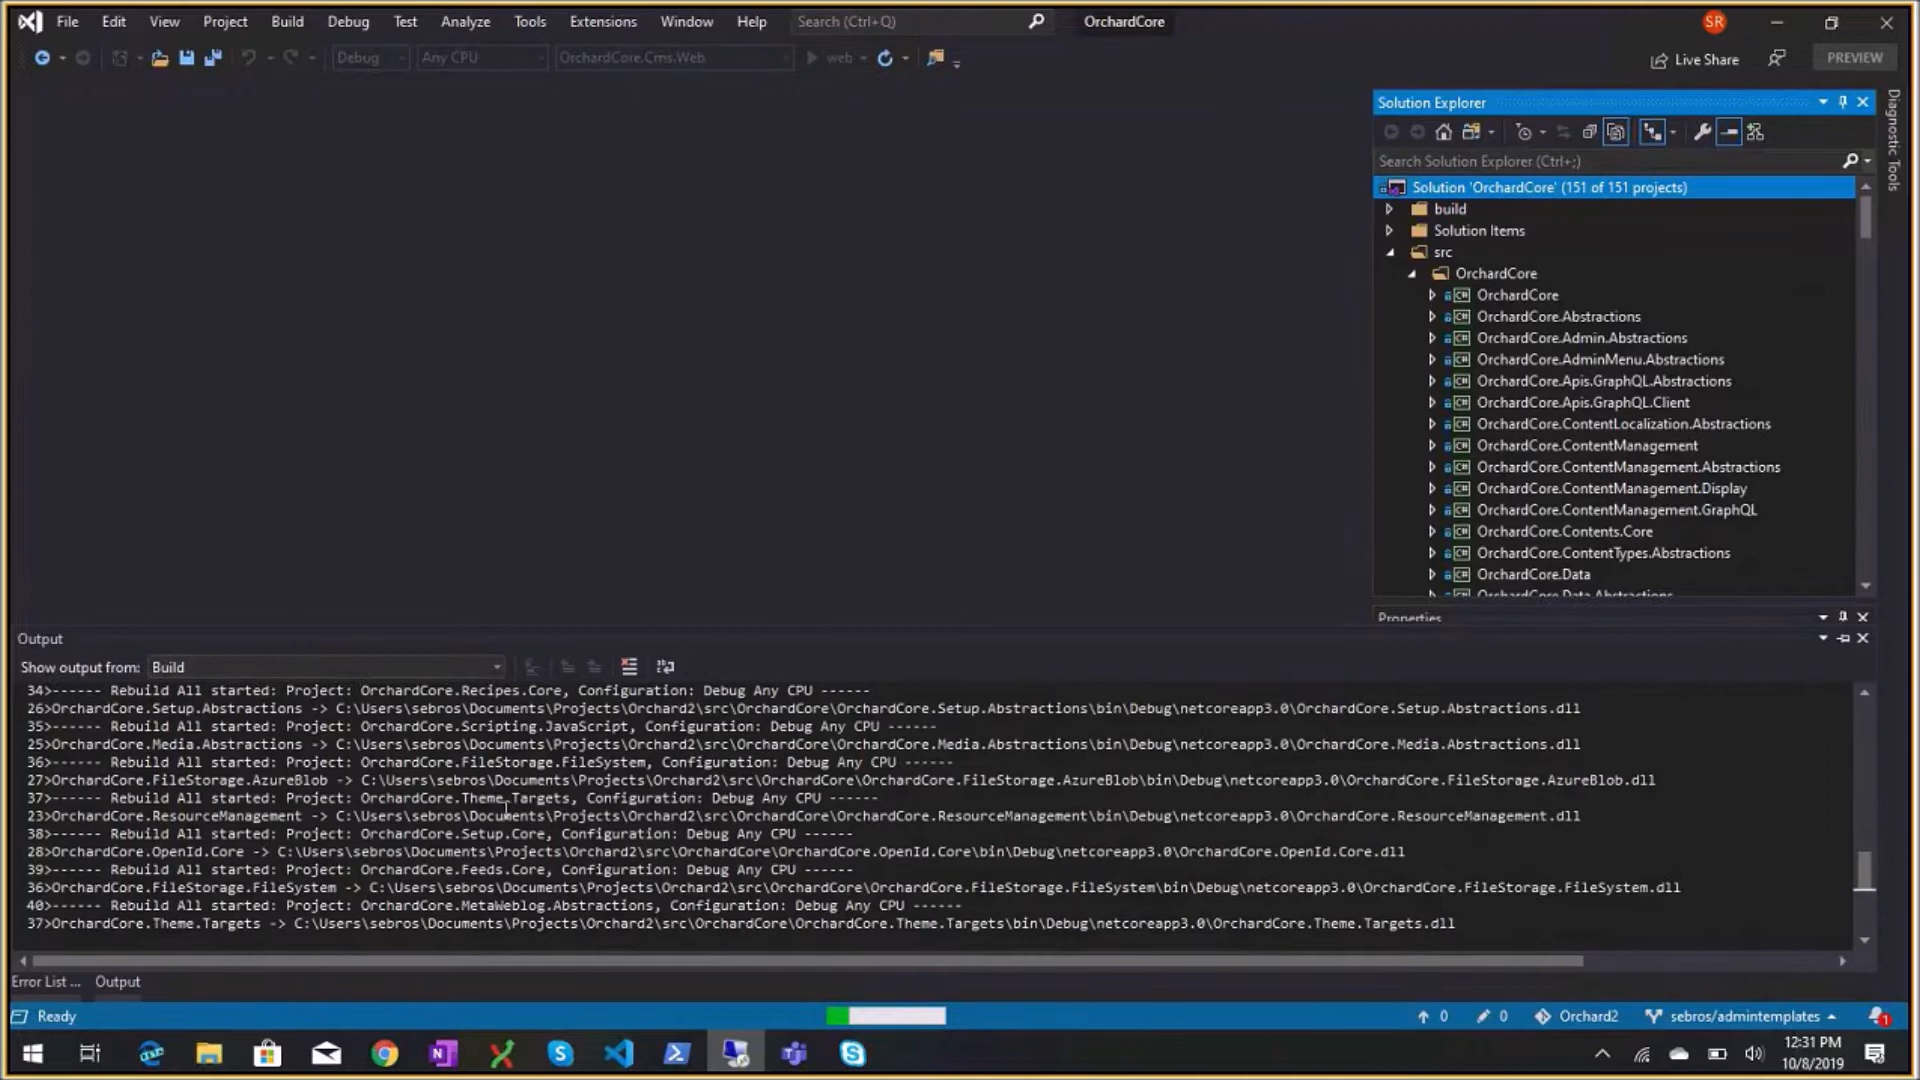 File Edit View Project Build Debug Test Analyze Tools Extensions Window Help Search (Ctrl+Q) OrchardCore SR
Debug Any CPU OrchardCore.Cms.Web web Live Share PREVIEW
Solution Explorer
Diagnostic Tools
Search Solution Explorer (Ctrl+;)
Solution 'OrchardCore' (151 of 151 projects)
build
Solution Items
src
OrchardCore
C# OrchardCore
C# OrchardCore.Abstractions
C# OrchardCore.Admin.Abstractions
C# OrchardCore.AdminMenu.Abstractions
C# OrchardCore.Apis.GraphQL.Abstractions
C# OrchardCore.Apis.GraphQL.Client
C# OrchardCore.ContentLocalization.Abstractions
C# OrchardCore.ContentManagement
C# OrchardCore.ContentManagement.Abstractions
C# OrchardCore.ContentManagement.Display
C# OrchardCore.ContentManagement.GraphQL
C# OrchardCore.Contents.Core
C# OrchardCore.ContentTypes.Abstractions
C# OrchardCore.Data
OrchardCore.Data.Abstractions
Properties
Output
Show output from: Build
34>------ Rebuild All started: Project: OrchardCore.Recipes.Core, Configuration: Debug Any CPU ------
26>OrchardCore.Setup.Abstractions -> C:\Users\sebros\Documents\Projects\Orchard2\src\OrchardCore\OrchardCore.Setup.Abstractions\bin\Debug\netcoreapp3.0\OrchardCore.Setup.Abstractions.dll
35>------ Rebuild All started: Project: OrchardCore.Scripting.JavaScript, Configuration: Debug Any CPU ------
25>OrchardCore.Media.Abstractions -> C:\Users\sebros\Documents\Projects\Orchard2\src\OrchardCore\OrchardCore.Media.Abstractions\bin\Debug\netcoreapp3.0\OrchardCore.Media.Abstractions.dll
36>------ Rebuild All started: Project: OrchardCore.FileStorage.FileSystem, Configuration: Debug Any CPU ------
27>OrchardCore.FileStorage.AzureBlob -> C:\Users\sebros\Documents\Projects\Orchard2\src\OrchardCore\OrchardCore.FileStorage.AzureBlob\bin\Debug\netcoreapp3.0\OrchardCore.FileStorage.AzureBlob.dll
37>------ Rebuild All started: Project: OrchardCore.Theme.Targets, Configuration: Debug Any CPU ------
23>OrchardCore.ResourceManagement -> C:\Users\sebros\Documents\Projects\Orchard2\src\OrchardCore\OrchardCore.ResourceManagement\bin\Debug\netcoreapp3.0\OrchardCore.ResourceManagement.dll
38>------ Rebuild All started: Project: OrchardCore.Setup.Core, Configuration: Debug Any CPU ------
28>OrchardCore.OpenId.Core -> C:\Users\sebros\Documents\Projects\Orchard2\src\OrchardCore\OrchardCore.OpenId.Core\bin\Debug\netcoreapp3.0\OrchardCore.OpenId.Core.dll
39>------ Rebuild All started: Project: OrchardCore.Feeds.Core, Configuration: Debug Any CPU ------
36>OrchardCore.FileStorage.FileSystem -> C:\Users\sebros\Documents\Projects\Orchard2\src\OrchardCore\OrchardCore.FileStorage.FileSystem\bin\Debug\netcoreapp3.0\OrchardCore.FileStorage.FileSystem.dll
40>------ Rebuild All started: Project: OrchardCore.MetaWeblog.Abstractions, Configuration: Debug Any CPU ------
37>OrchardCore.Theme.Targets -> C:\Users\sebros\Documents\Projects\Orchard2\src\OrchardCore\OrchardCore.Theme.Targets\bin\Debug\netcoreapp3.0\OrchardCore.Theme.Targets.dll
Error List ... Output
Ready 0 0 Orchard2 sebros/admintemplates 1
12:31 PM
10/8/2019